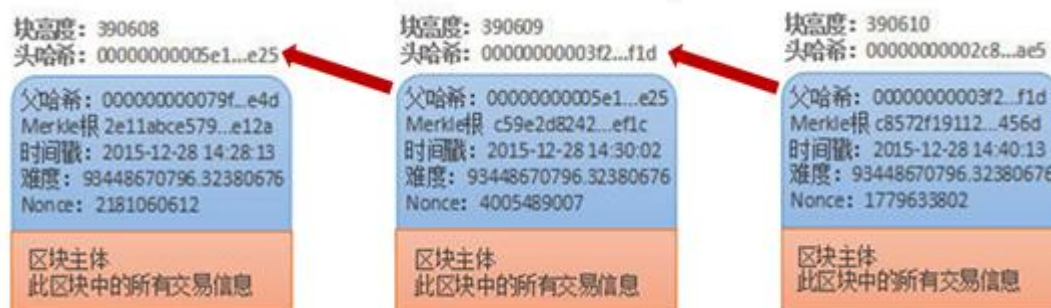 块高度：390608
头哈希：00000000005e1...e25
父哈希：000000000079f...e4d
Merkle根 2e11abce579...e12a
时间戳：2015-12-28 14:28:13
难度：93448670796.32380676
Nonce：2181060612
区块主体
此区块中的所有交易信息
块高度：390609
头哈希：00000000003f2...f1d
父哈希：00000000005e1...e25
Merkle根 c59e2d8242...ef1c
时间戳：2015-12-28 14:30:02
难度：93448670796.32380676
Nonce：4005489007
区块主体
此区块中的所有交易信息
块高度：390610
头哈希：00000000002c8...ae5
父哈希：00000000003f2...f1d
Merkle根 c8572f19112...456d
时间戳：2015-12-28 14:40:13
难度：93448670796.32380676
Nonce：1779633802
区块主体
此区块中的所有交易信息